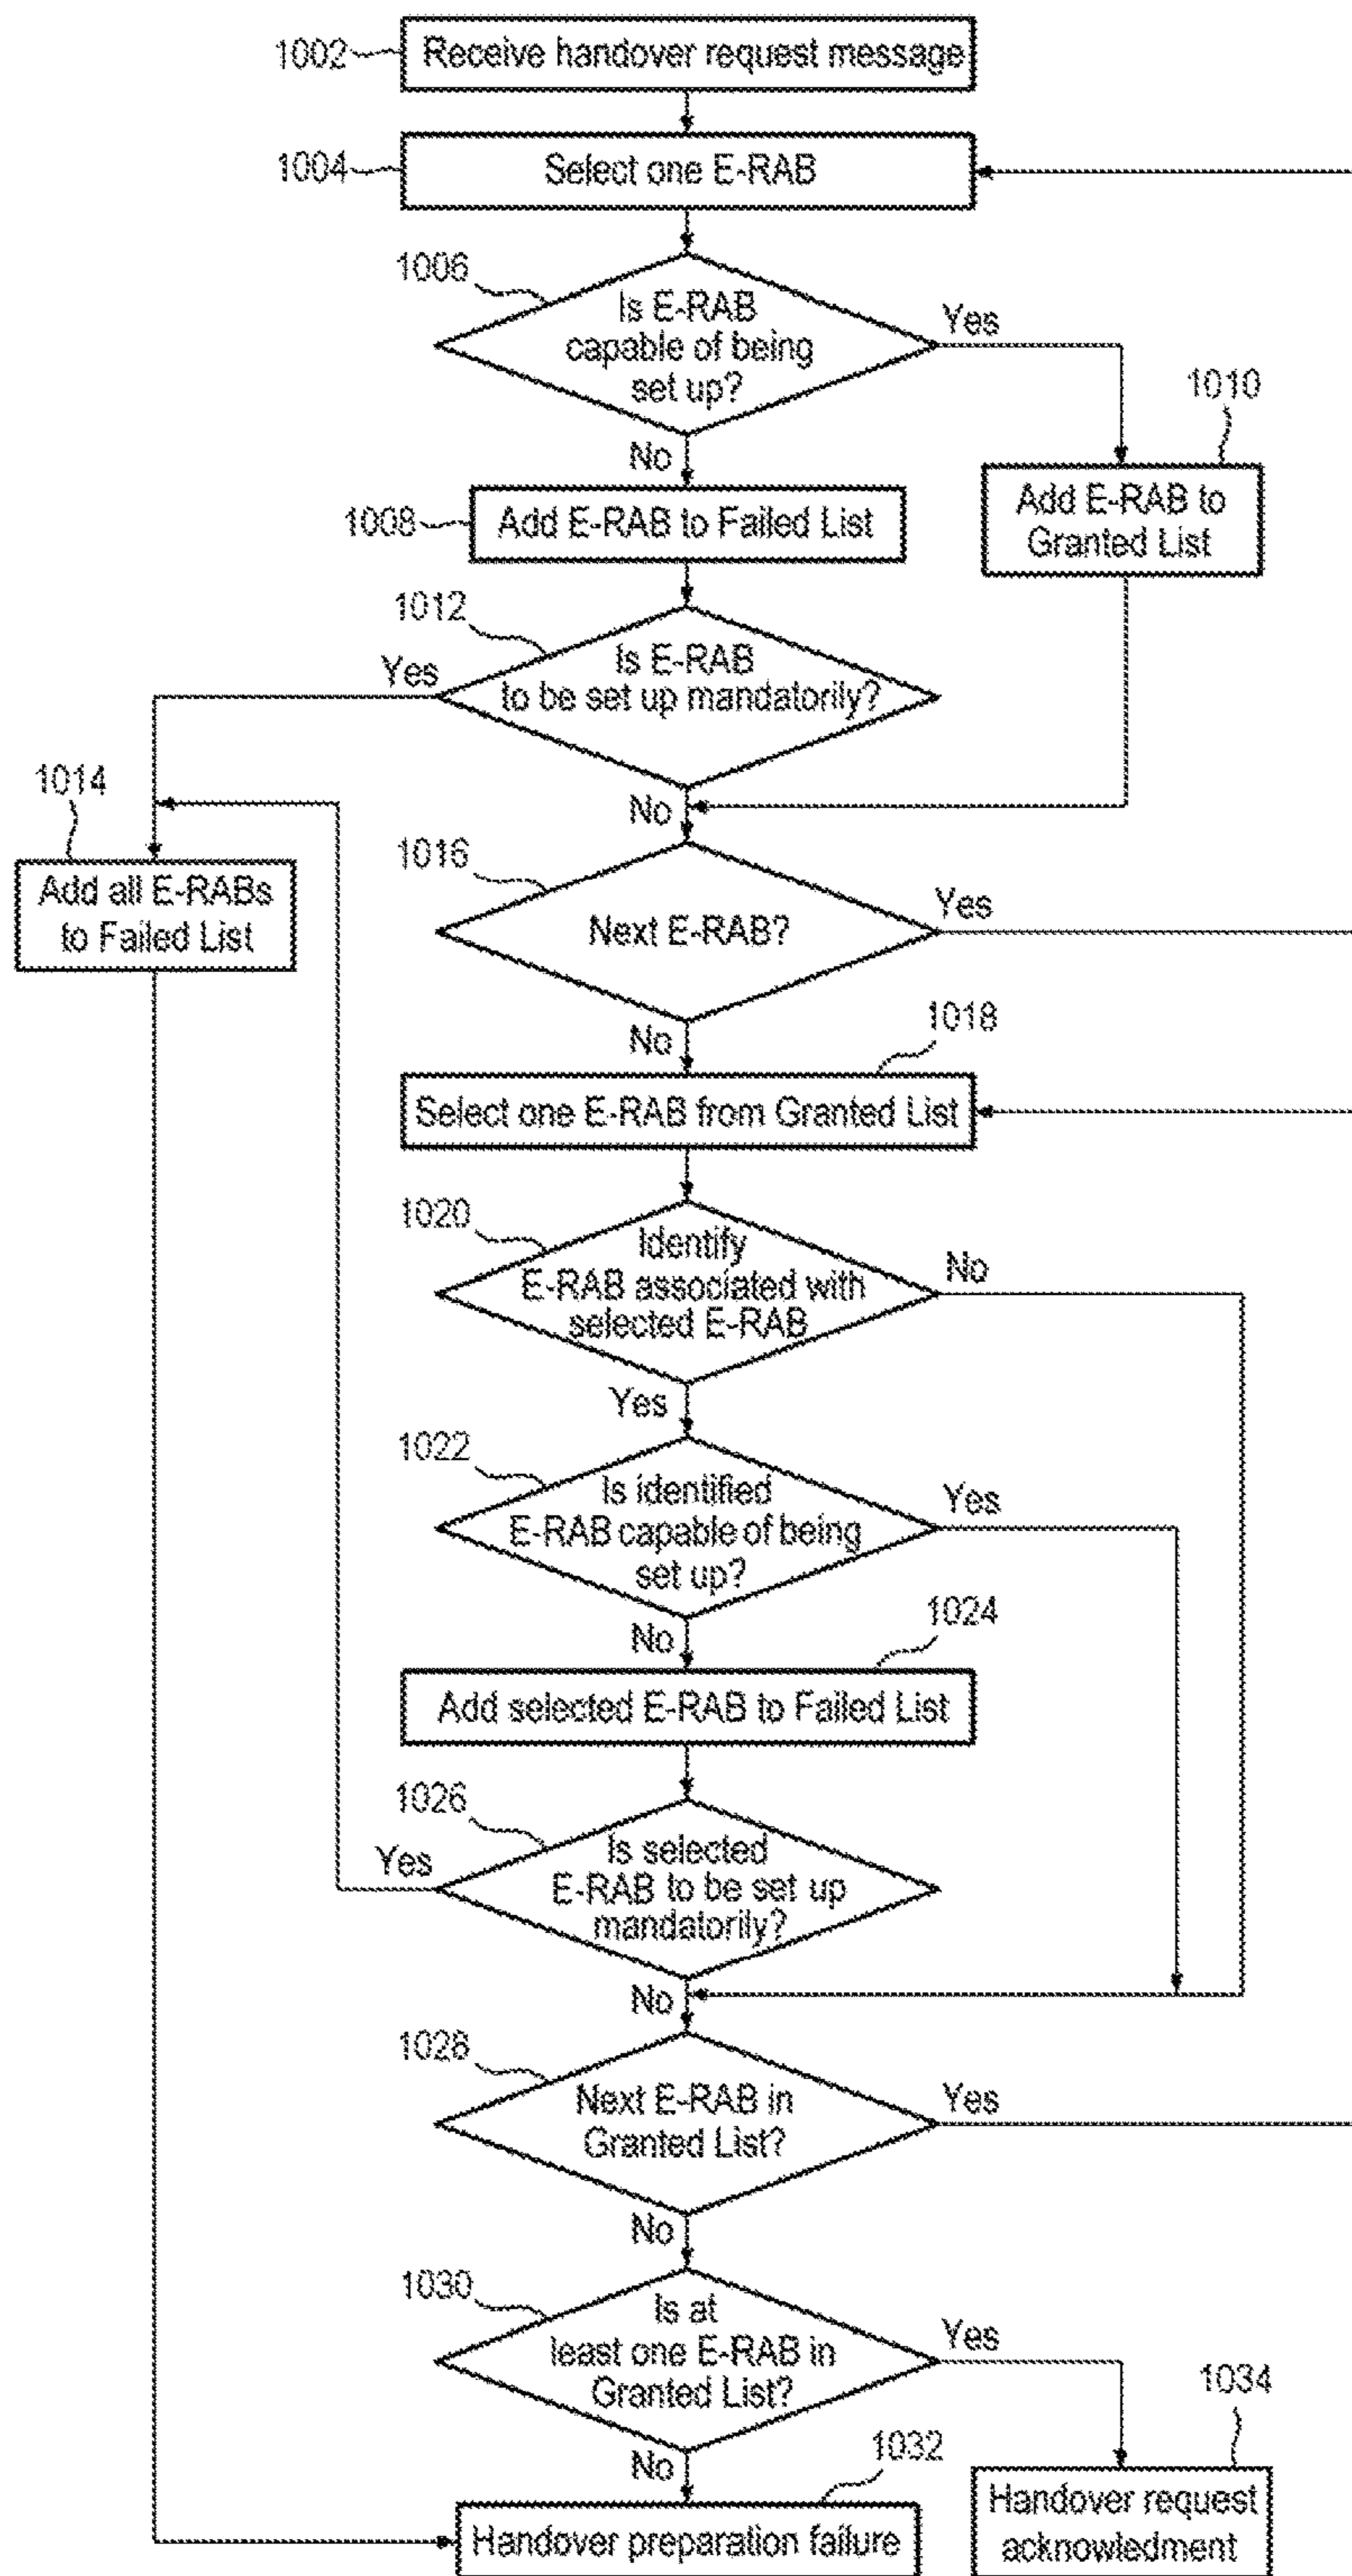 1002
Receive handover request message
1004
Select one E-RAB
1006
Is E-RAB
capable of being
set up?
Yes
No
1010
Add E-RAB to
Granted List
1008
Add E-RAB to Failed List
1012
Is E-RAB
to be set up mandatorily?
Yes
No
1014
Add all E-RABs
to Failed List
1016
Next E-RAB?
Yes
No
1018
Select one E-RAB from Granted List
1020
Identify
E-RAB associated with
selected E-RAB
No
Yes
1022
Is identified
E-RAB capable of being
set up?
Yes
No
1024
Add selected E-RAB to Failed List
1026
Is selected
E-RAB to be set up
mandatorily?
Yes
No
1028
Next E-RAB in
Granted List?
Yes
No
1030
Is at
least one E-RAB in
Granted List?
Yes
No
1034
Handover request
acknowledment
1032
Handover preparation failure